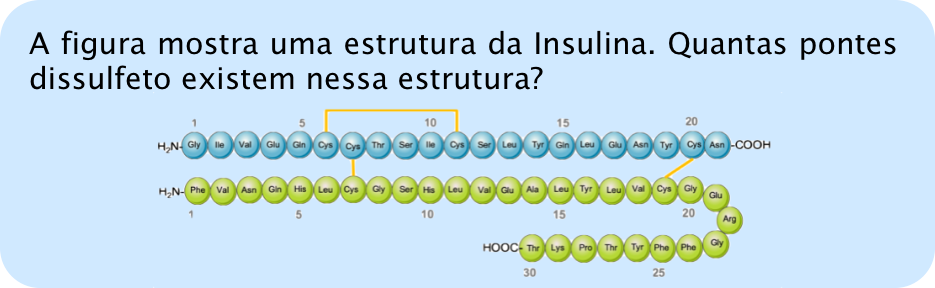 A figura mostra uma estrutura da Insulina. Quantas pontes
dissulfeto existem nessa estrutura?
1 5 10 15 20
H₂N- Gly Ile Val Glu Gln Cys Cys Thr Ser Ile Cys Ser Leu Tyr Gln Leu Glu Asn Tyr Cys Asn -COOH
H₂N- Phe Val Asn Gln His Leu Cys Gly Ser His Leu Val Glu Ala Leu Tyr Leu Val Cys Gly Glu
1 5 10 15 20
Arg
HOOC- Thr Lys Pro Thr Tyr Phe Phe Gly
30 25